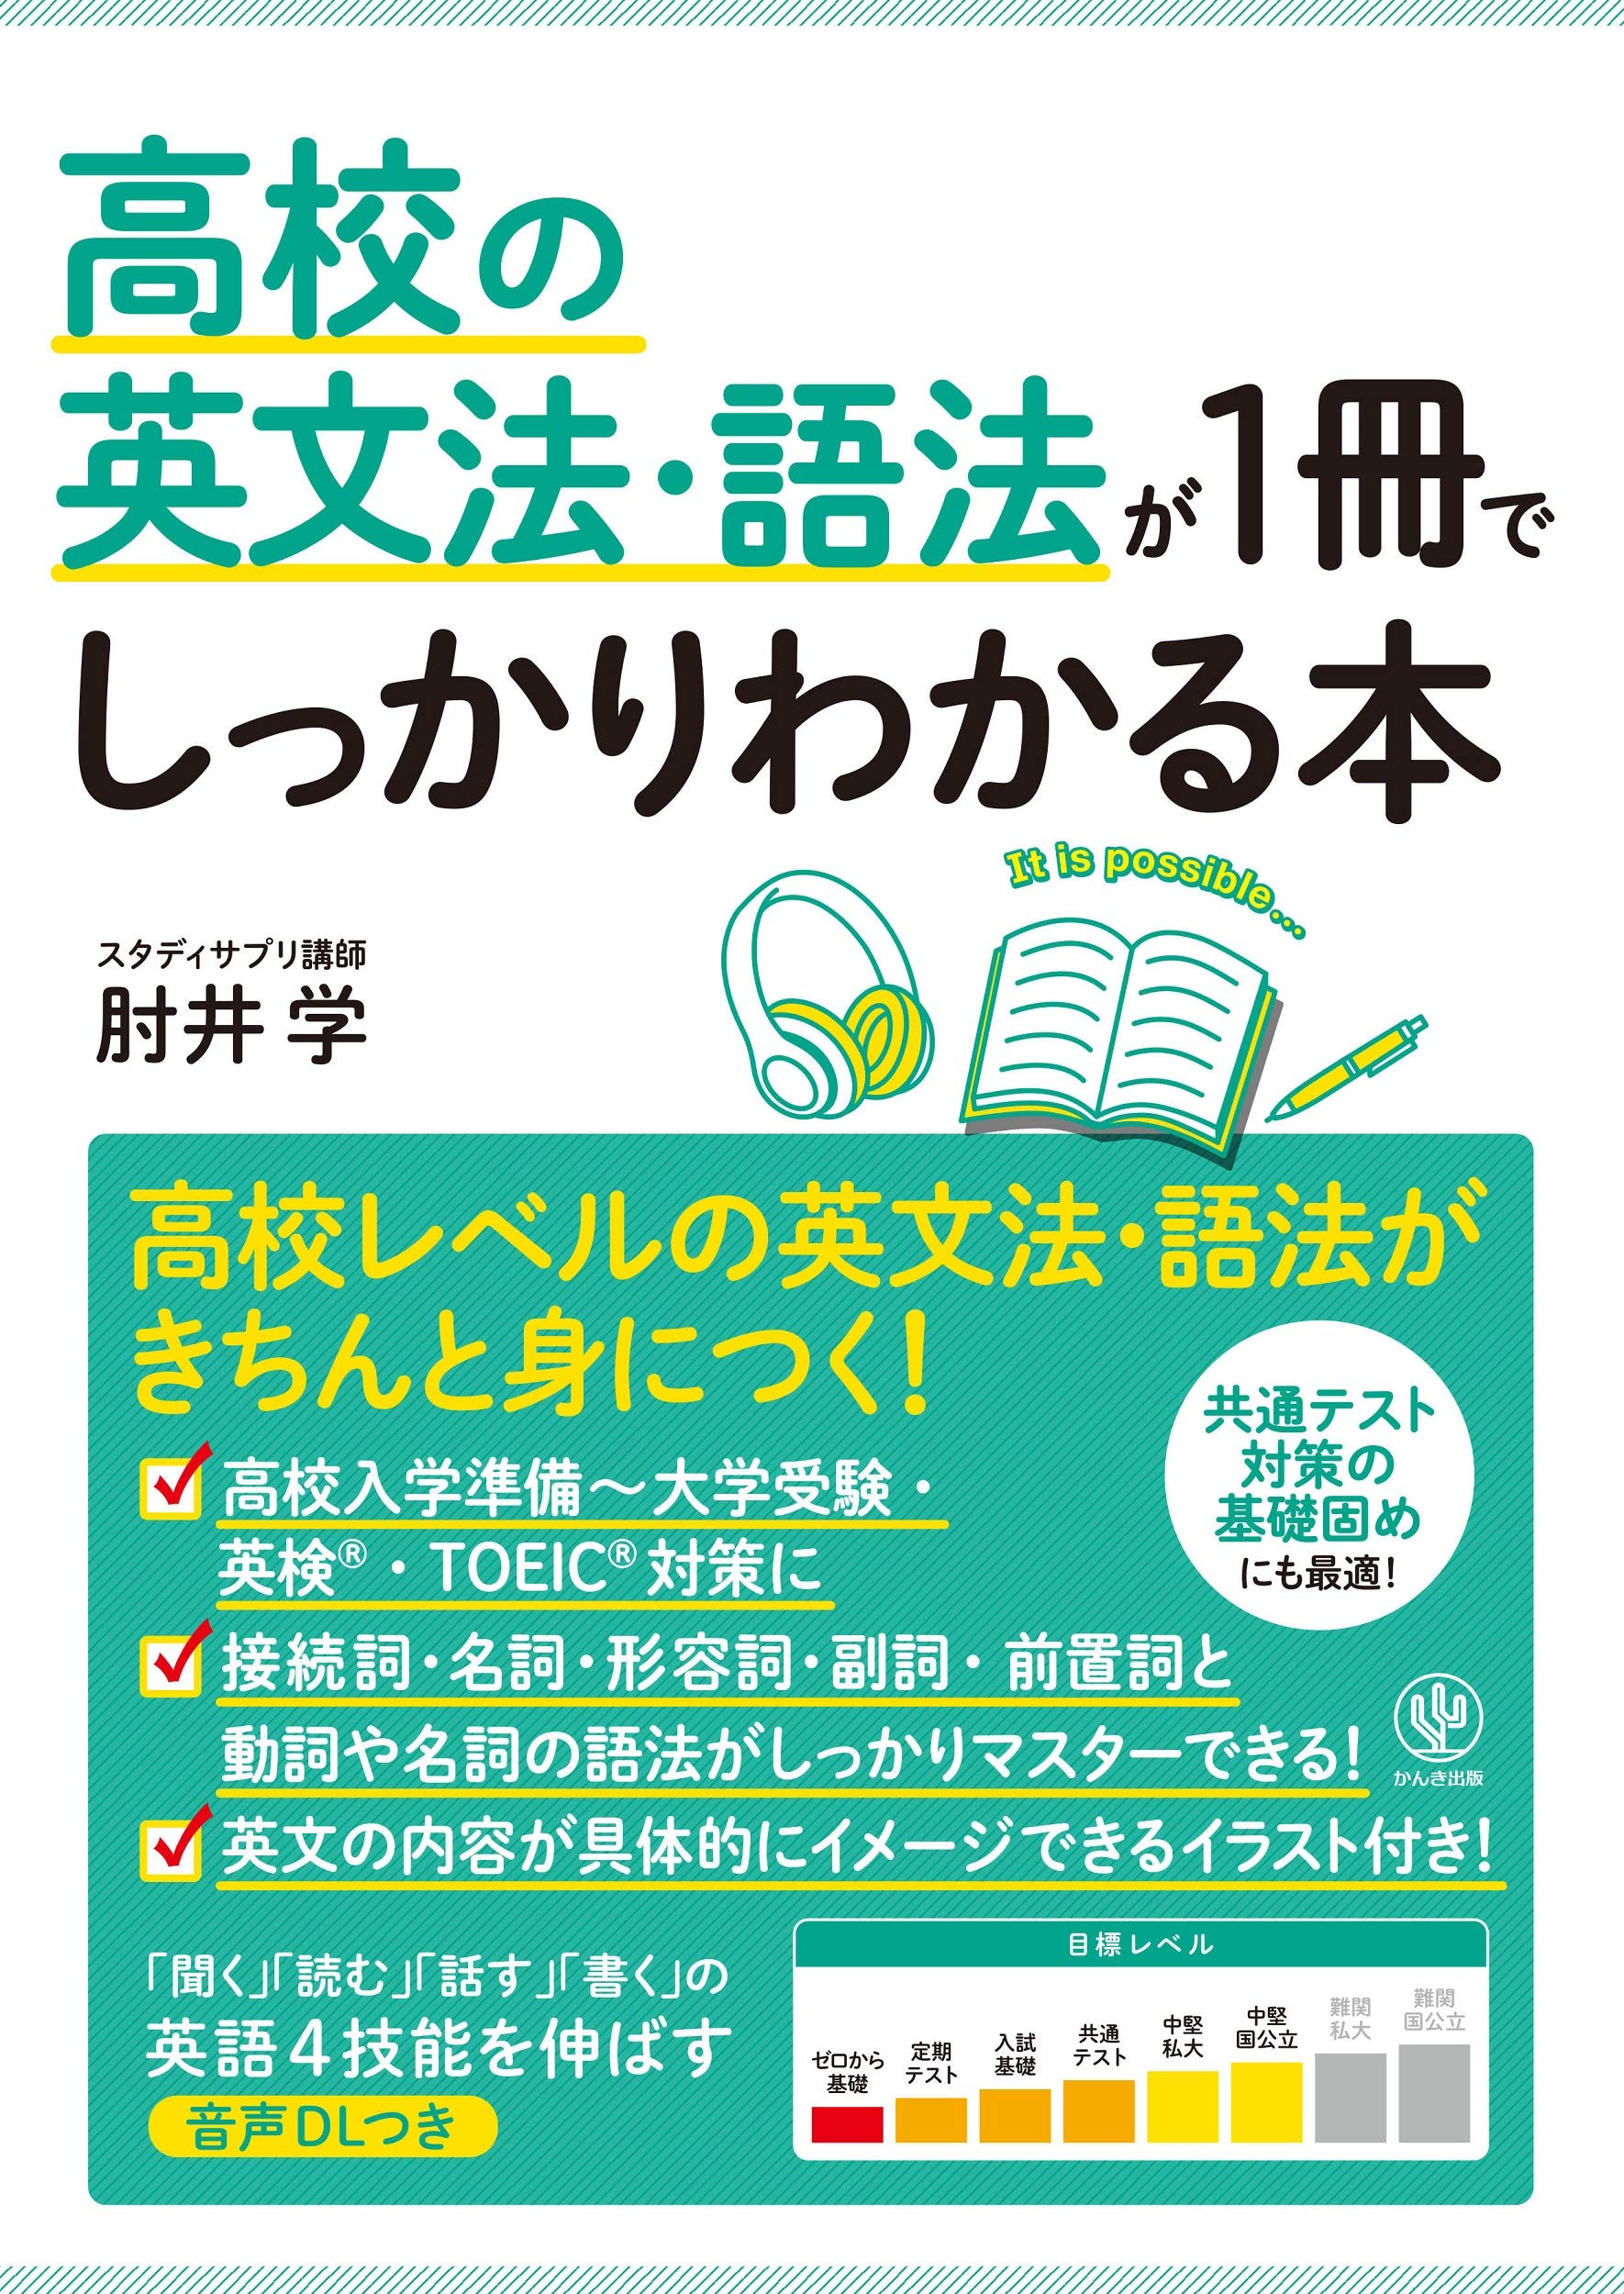 高校の
英文法・語法が1冊で
しっかりわかる本
It is possible...
スタディサプリ講師
肘井 学
高校レベルの英文法・語法が
きちんと身につく!
共通テスト
対策の
基礎固め
にも最適!
高校入学準備〜大学受験・
英検®・TOEIC®対策に
接続詞・名詞・形容詞・副詞・前置詞と
動詞や名詞の語法がしっかりマスターできる!
かんき出版
英文の内容が具体的にイメージできるイラスト付き!
「聞く」「読む」「話す」「書く」の
英語4技能を伸ばす
音声DLつき
目標レベル
ゼロから
基礎
定期
テスト
入試
基礎
共通
テスト
中堅
私大
中堅
国公立
難関
私大
難関
国公立